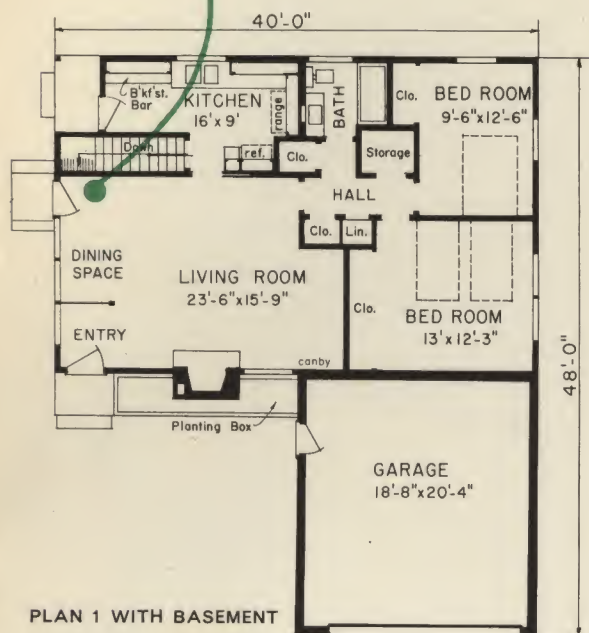 40'-0"
B'kf'st.
Bar
KITCHEN
16'x 9'
range
BATH
Clo.
BED ROOM
9'-6"x12'-6"
Down
ref.
Clo.
Storage
HALL
Clo.
Lin.
DINING
SPACE
LIVING ROOM
23'-6"x15'-9"
Clo.
BED ROOM
13'x12'-3"
ENTRY
canby
48'-0"
Planting Box
GARAGE
18'-8"x20'-4"
PLAN 1 WITH BASEMENT